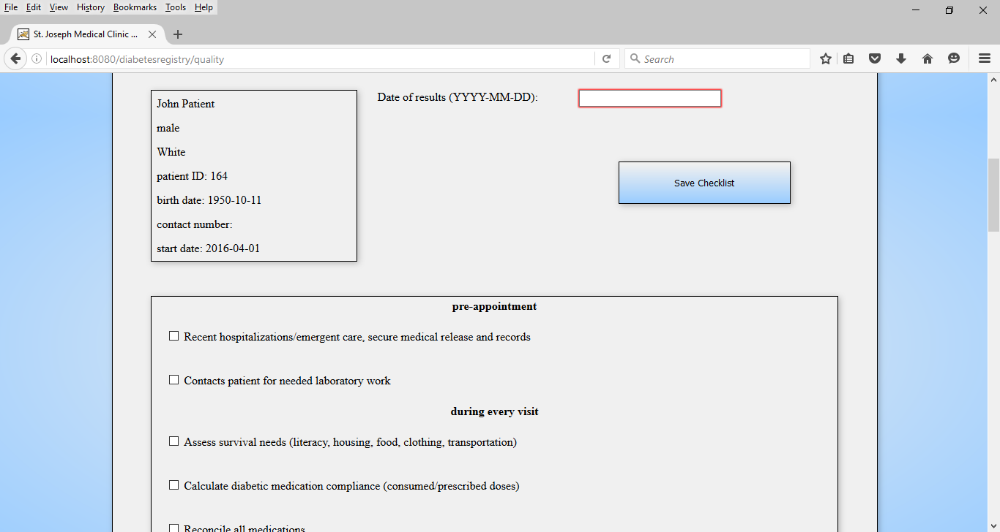 File Edit View History Bookmarks Tools Help
St. Joseph Medical Clinic ...
localhost:8080/diabetesregistry/quality
Search
John Patient
male
White
patient ID: 164
birth date: 1950-10-11
contact number:
start date: 2016-04-01
Date of results (YYYY-MM-DD):
Save Checklist
pre-appointment
Recent hospitalizations/emergent care, secure medical release and records
Contacts patient for needed laboratory work
during every visit
Assess survival needs (literacy, housing, food, clothing, transportation)
Calculate diabetic medication compliance (consumed/prescribed doses)
Reconcile all medications